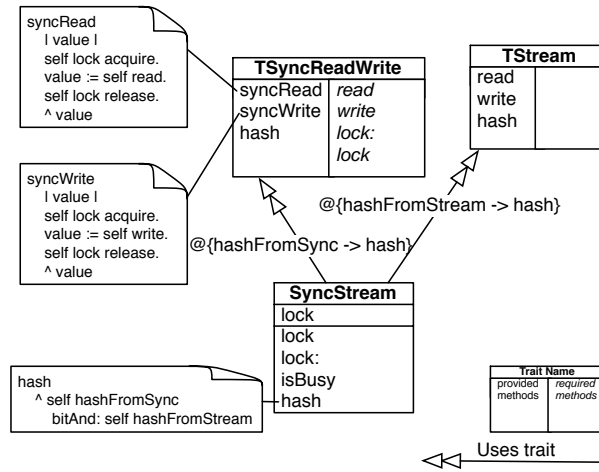 syncRead
| value |
self lock acquire.
value := self read.
self lock release.
^ value
syncWrite
| value |
self lock acquire.
value := self write.
self lock release.
^ value
TSyncReadWrite
syncRead
syncWrite
hash
read
write
lock:
lock
TStream
read
write
hash
@{hashFromStream -> hash}
@{hashFromSync -> hash}
SyncStream
lock
lock
lock:
isBusy
hash
hash
^ self hashFromSync
bitAnd: self hashFromStream
Trait Name
provided
methods
required
methods
Uses trait